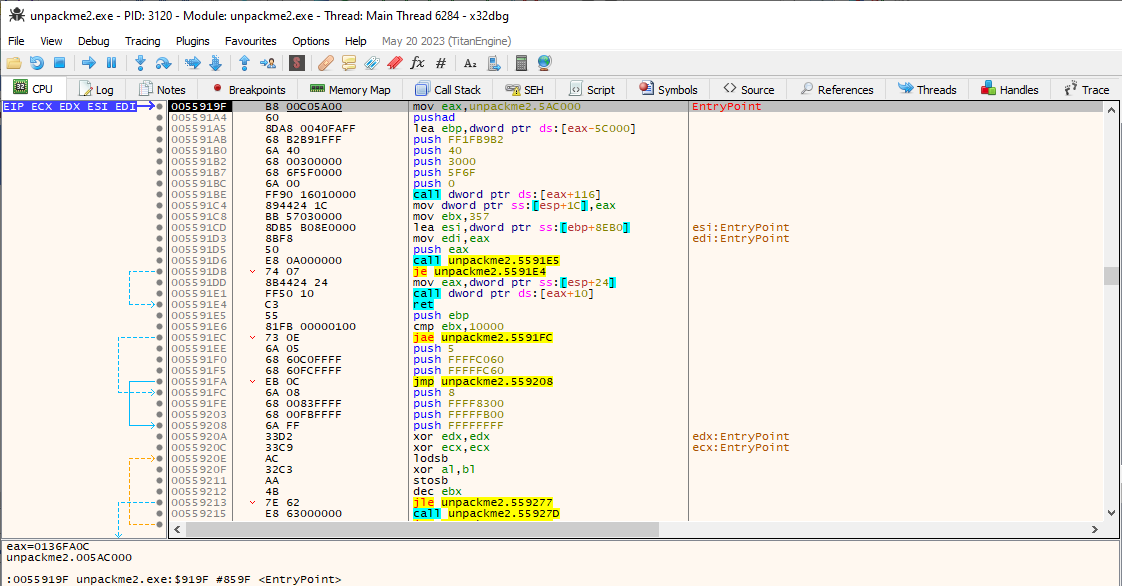 unpackme2.exe - PID: 3120 - Module: unpackme2.exe - Thread: Main Thread 6284 - x32dbg
File View Debug Tracing Plugins Favourites Options Help May 20 2023 (TitanEngine)
CPU Log Notes Breakpoints Memory Map Call Stack SEH Script Symbols Source References Threads Handles Trace
EIP ECX EDX ESI EDI 0055919F B8 00C05A00 mov eax,unpackme2.5AC000 EntryPoint
005591A4 60 pushad
005591A5 8DA8 0040FAFF lea ebp,dword ptr ds:[eax-5C000]
005591AB 68 B2B91FFF push FF1FB9B2
005591B0 6A 40 push 40
005591B2 68 00300000 push 3000
005591B7 68 6F5F0000 push 5F6F
005591BC 6A 00 push 0
005591BE FF90 16010000 call dword ptr ds:[eax+116]
005591C4 894424 1C mov dword ptr ss:[esp+1C],eax
005591C8 BB 57030000 mov ebx,357
005591CD 8DB5 B08E0000 lea esi,dword ptr ss:[ebp+8EB0] esi:EntryPoint
005591D3 8BF8 mov edi,eax edi:EntryPoint
005591D5 50 push eax
005591D6 E8 0A000000 call unpackme2.5591E5
005591DB 74 07 je unpackme2.5591E4
005591DD 8B4424 24 mov eax,dword ptr ss:[esp+24]
005591E1 FF50 10 call dword ptr ds:[eax+10]
005591E4 C3 ret
005591E5 55 push ebp
005591E6 81FB 00000100 cmp ebx,10000
005591EC 73 0E jae unpackme2.5591FC
005591EE 6A 05 push 5
005591F0 68 60C0FFFF push FFFFC060
005591F5 68 60FCFFFF push FFFFFC60
005591FA EB 0C jmp unpackme2.559208
005591FC 6A 08 push 8
005591FE 68 0083FFFF push FFFF8300
00559203 68 00FBFFFF push FFFFFB00
00559208 6A FF push FFFFFFFF
0055920A 33D2 xor edx,edx edx:EntryPoint
0055920C 33C9 xor ecx,ecx ecx:EntryPoint
0055920E AC lodsb
0055920F 32C3 xor al,bl
00559211 AA stosb
00559212 4B dec ebx
00559213 7E 62 jle unpackme2.559277
00559215 E8 63000000 call unpackme2.55927D
eax=0136FA0C
unpackme2.005AC000
:0055919F unpackme2.exe:$919F #859F <EntryPoint>